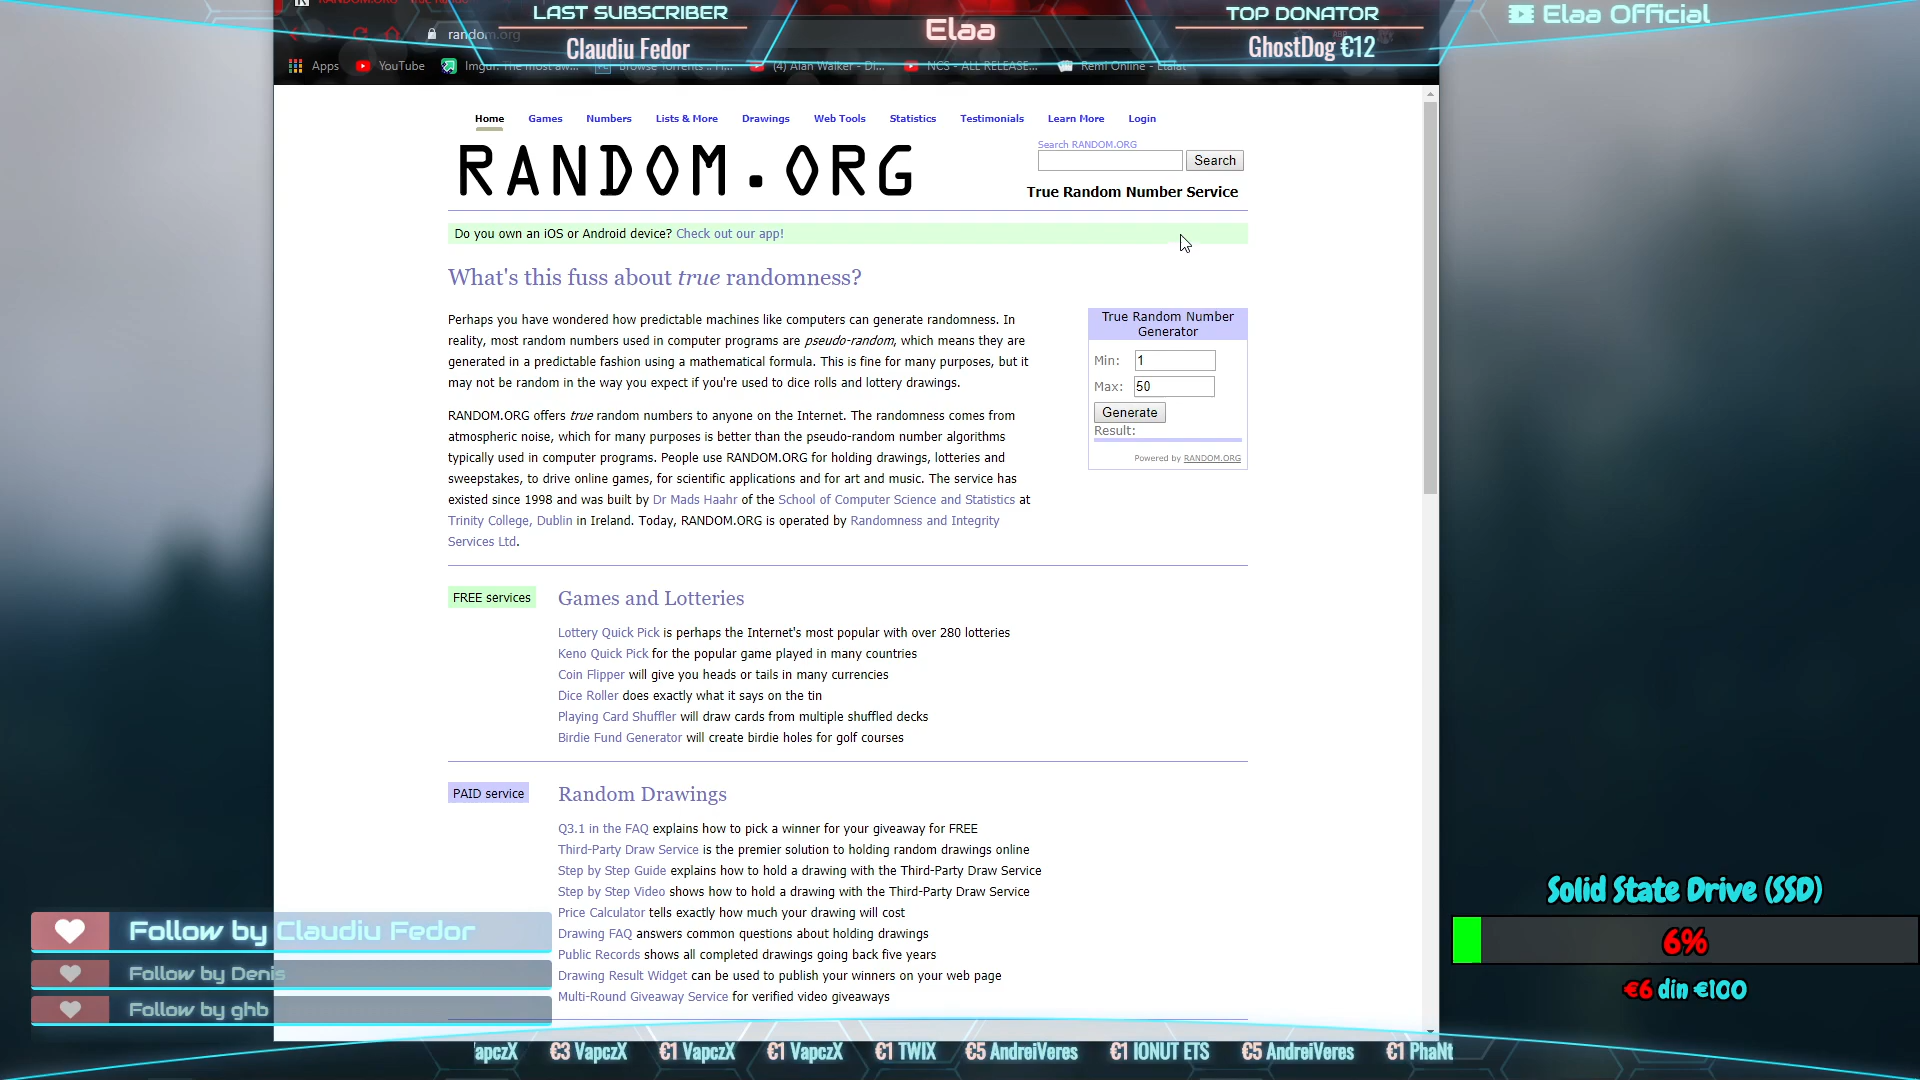 LAST SUBSCRIBER
Claudiu Fedor
Elaa
TOP DONATOR
GhostDog €12
Elaa Official
random.org
Apps
YouTube
Imgur: The most aw...
Browse Torrents :: Fi...
(4) Alan Walker - Di...
NCS - ALL RELEASE...
Remi Online - Etalat
Home Games Numbers Lists & More Drawings Web Tools Statistics Testimonials Learn More Login
RANDOM.ORG
Search RANDOM.ORG
Search
True Random Number Service
Do you own an iOS or Android device? Check out our app!
What's this fuss about true randomness?
Perhaps you have wondered how predictable machines like computers can generate randomness. In
reality, most random numbers used in computer programs are pseudo-random, which means they are
generated in a predictable fashion using a mathematical formula. This is fine for many purposes, but it
may not be random in the way you expect if you're used to dice rolls and lottery drawings.
RANDOM.ORG offers true random numbers to anyone on the Internet. The randomness comes from
atmospheric noise, which for many purposes is better than the pseudo-random number algorithms
typically used in computer programs. People use RANDOM.ORG for holding drawings, lotteries and
sweepstakes, to drive online games, for scientific applications and for art and music. The service has
existed since 1998 and was built by Dr Mads Haahr of the School of Computer Science and Statistics at
Trinity College, Dublin in Ireland. Today, RANDOM.ORG is operated by Randomness and Integrity
Services Ltd.
True Random Number
Generator
Min: 1
Max: 50
Generate
Result:
Powered by RANDOM.ORG
FREE services
Games and Lotteries
Lottery Quick Pick is perhaps the Internet's most popular with over 280 lotteries
Keno Quick Pick for the popular game played in many countries
Coin Flipper will give you heads or tails in many currencies
Dice Roller does exactly what it says on the tin
Playing Card Shuffler will draw cards from multiple shuffled decks
Birdie Fund Generator will create birdie holes for golf courses
PAID service
Random Drawings
Q3.1 in the FAQ explains how to pick a winner for your giveaway for FREE
Third-Party Draw Service is the premier solution to holding random drawings online
Step by Step Guide explains how to hold a drawing with the Third-Party Draw Service
Step by Step Video shows how to hold a drawing with the Third-Party Draw Service
Price Calculator tells exactly how much your drawing will cost
Drawing FAQ answers common questions about holding drawings
Public Records shows all completed drawings going back five years
Drawing Result Widget can be used to publish your winners on your web page
Multi-Round Giveaway Service for verified video giveaways
Follow by Claudiu Fedor
Follow by Denis
Follow by ghb
Solid State Drive (SSD)
6%
€6 din €100
apczX €3 VapczX €1 VapczX €1 VapczX €1 TWIX €5 AndreiVeres €1 IONUT ETS €5 AndreiVeres €1 PhaNt